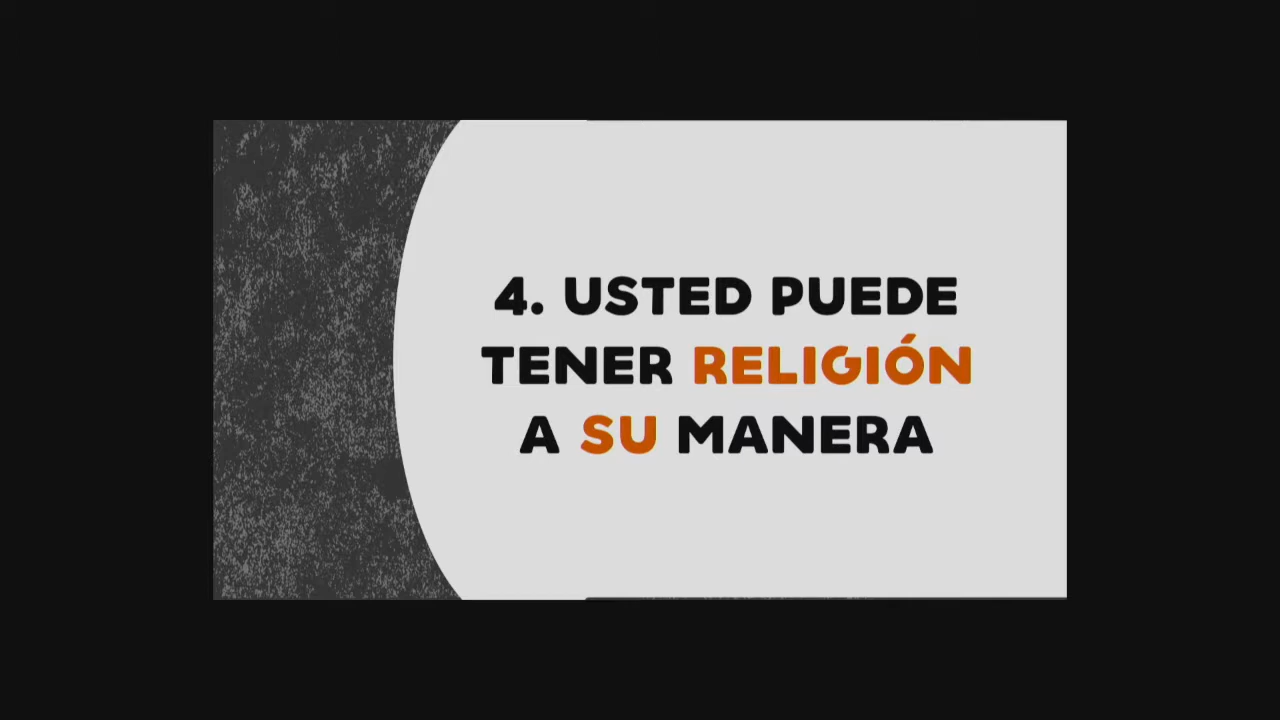 4. USTED PUEDE
TENER RELIGIÓN
A SU MANERA